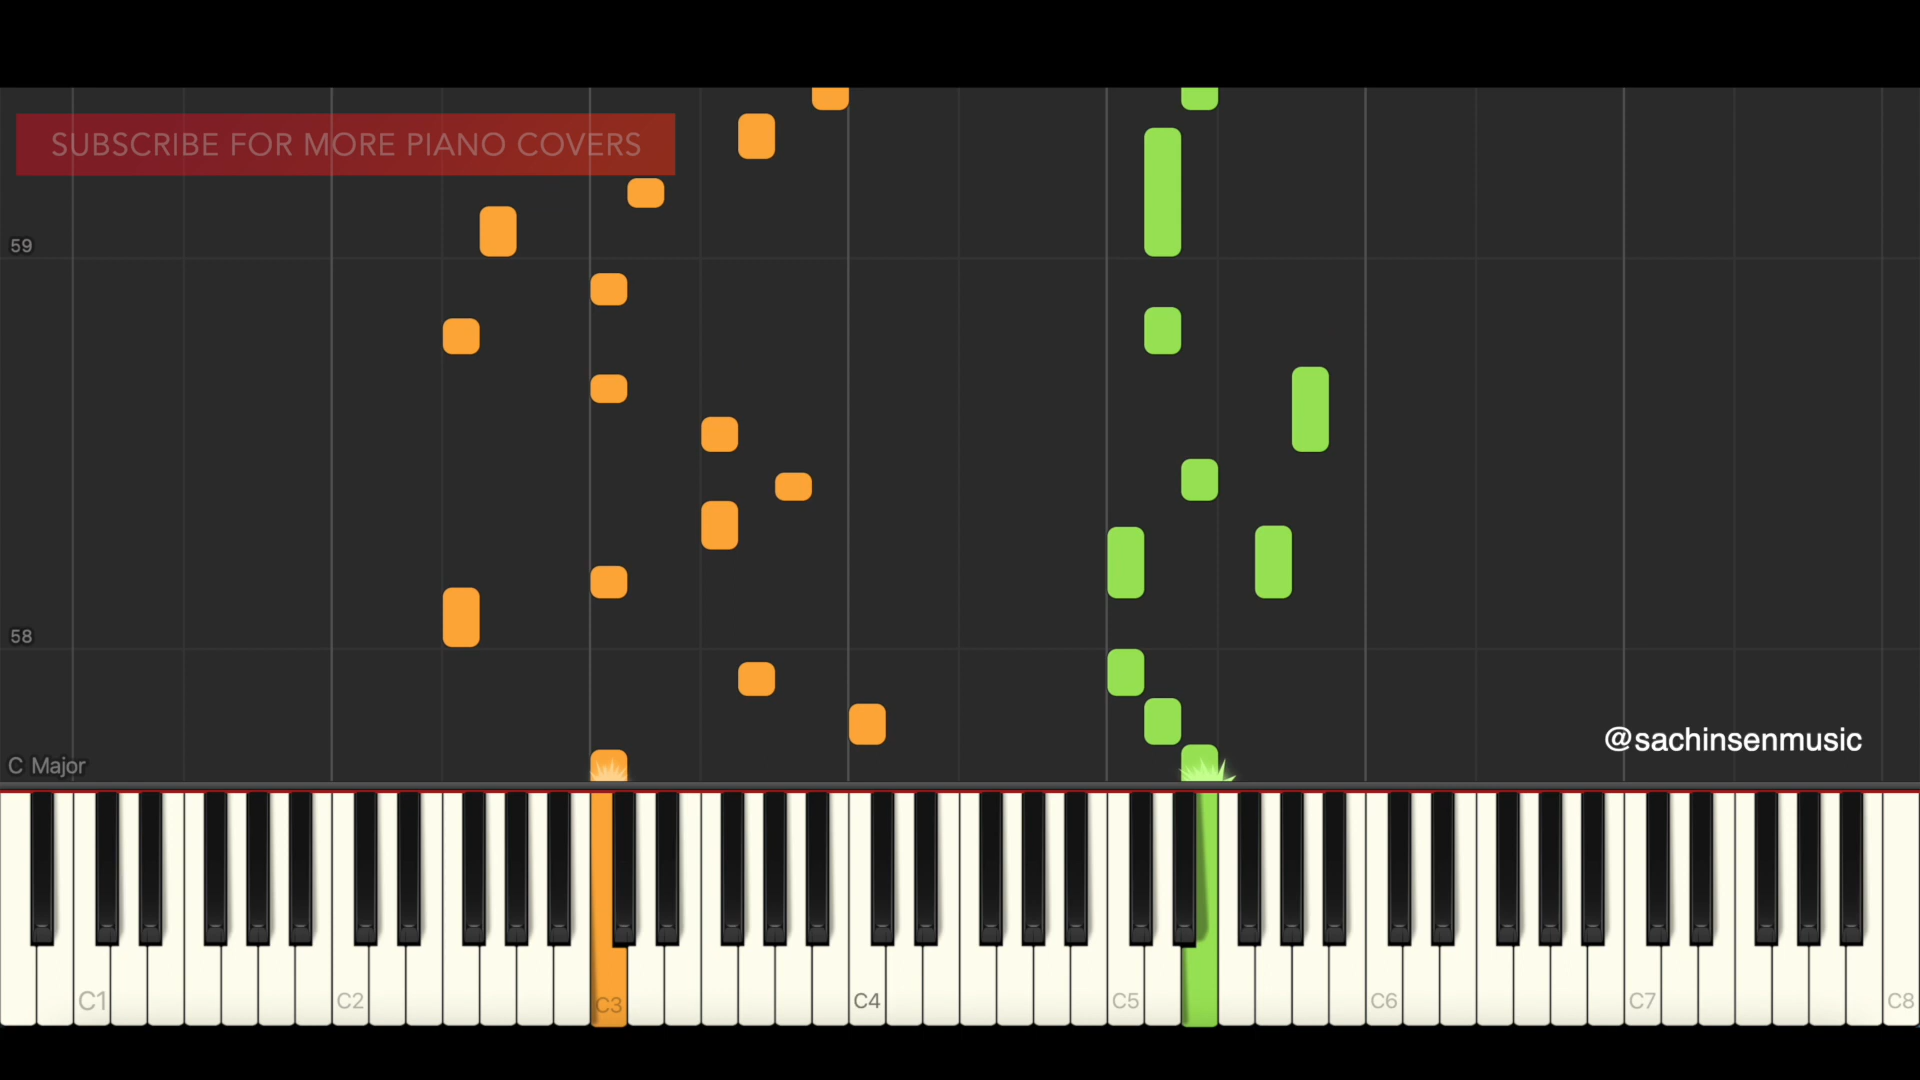 SUBSCRIBE FOR MORE PIANO COVERS
59
58
@sachinsenmusic
C Major
C1 C2 C3 C4 C5 C6 C7 C8